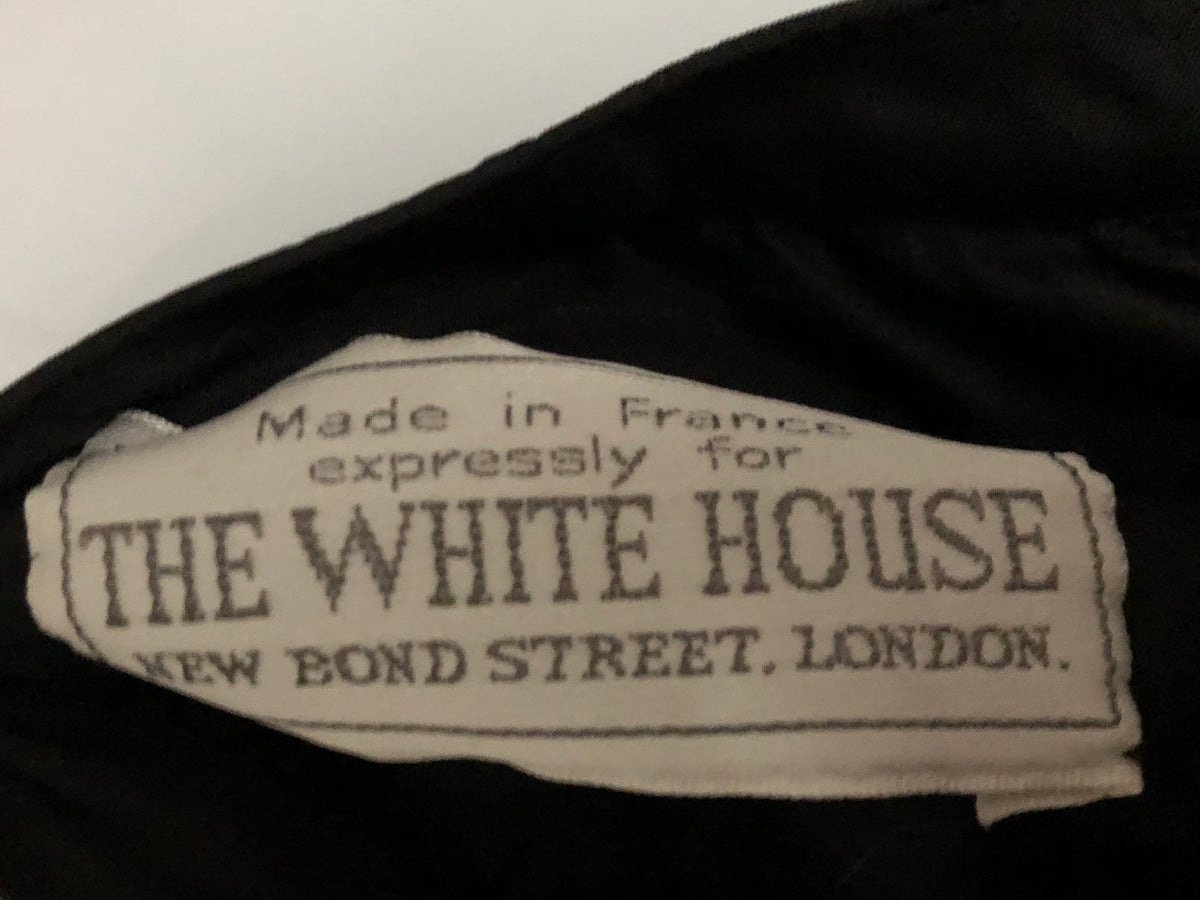 Made in France
expressly for
THE WHITE HOUSE
NEW BOND STREET. LONDON.